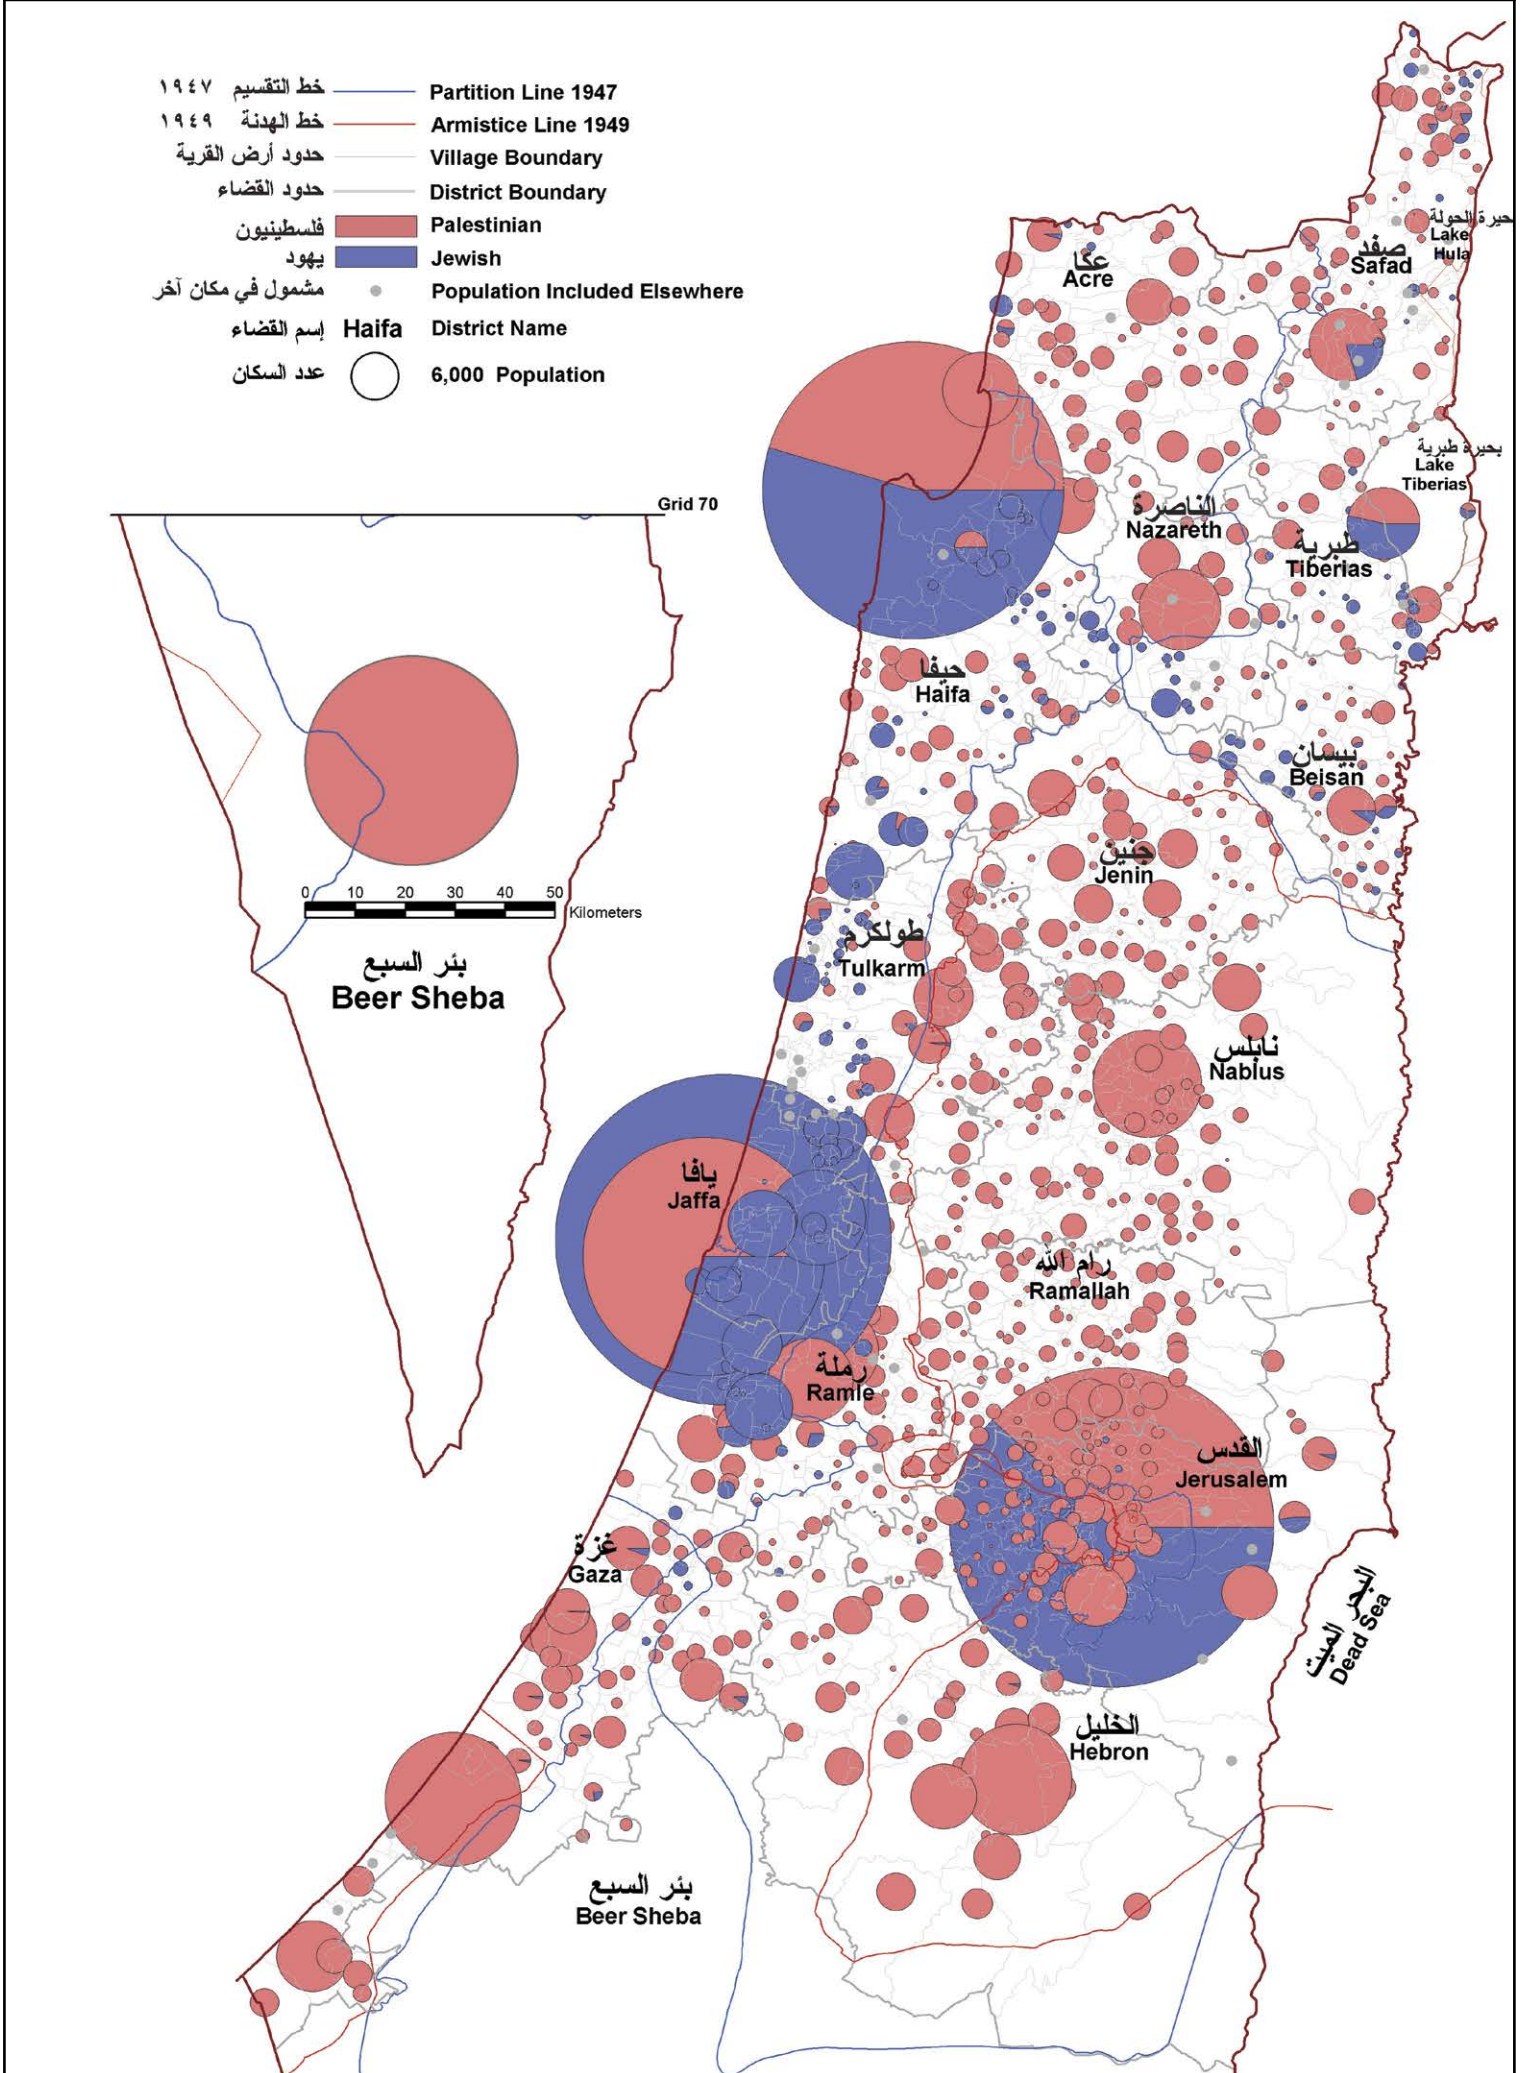 خط التقسيم ١٩٤٧ Partition Line 1947
خط الهدنة ١٩٤٩ Armistice Line 1949
حدود أرض القرية Village Boundary
حدود القضاء District Boundary
فلسطينيون Palestinian
يهود Jewish
مشمول في مكان آخر Population Included Elsewhere
إسم القضاء Haifa District Name
عدد السكان 6,000 Population
بحيرة الحولة
Lake
Hula
صفد
Safad
عكا
Acre
بحيرة طبرية
Lake
Tiberias
Grid 70
الناصرة
Nazareth
طبرية
Tiberias
حيفا
Haifa
بيسان
Beisan
جنين
Jenin
0 10 20 30 40 50
Kilometers
طولكرم
Tulkarm
بئر السبع
Beer Sheba
نابلس
Nablus
يافا
Jaffa
رام الله
Ramallah
رملة
Ramle
القدس
Jerusalem
غزة
Gaza
البحر الميت
Dead Sea
الخليل
Hebron
بئر السبع
Beer Sheba